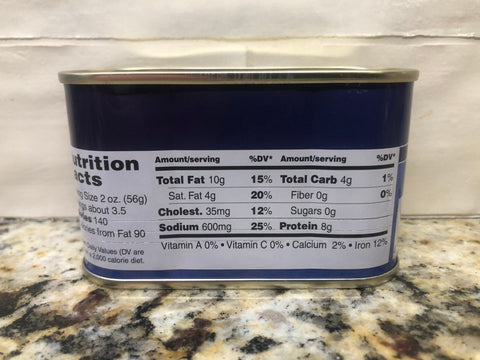 utrition
acts
Size 2 oz. (56g)
about 3.5
140
from Fat 90
Daily Values (DV are
2,000 calorie diet.
Amount/serving %DV* Amount/serving %DV*
Total Fat 10g 15% Total Carb 4g 1%
Sat. Fat 4g 20% Fiber 0g 0%
Cholest. 35mg 12% Sugars 0g
Sodium 600mg 25% Protein 8g
Vitamin A 0% • Vitamin C 0% • Calcium 2% • Iron 12%